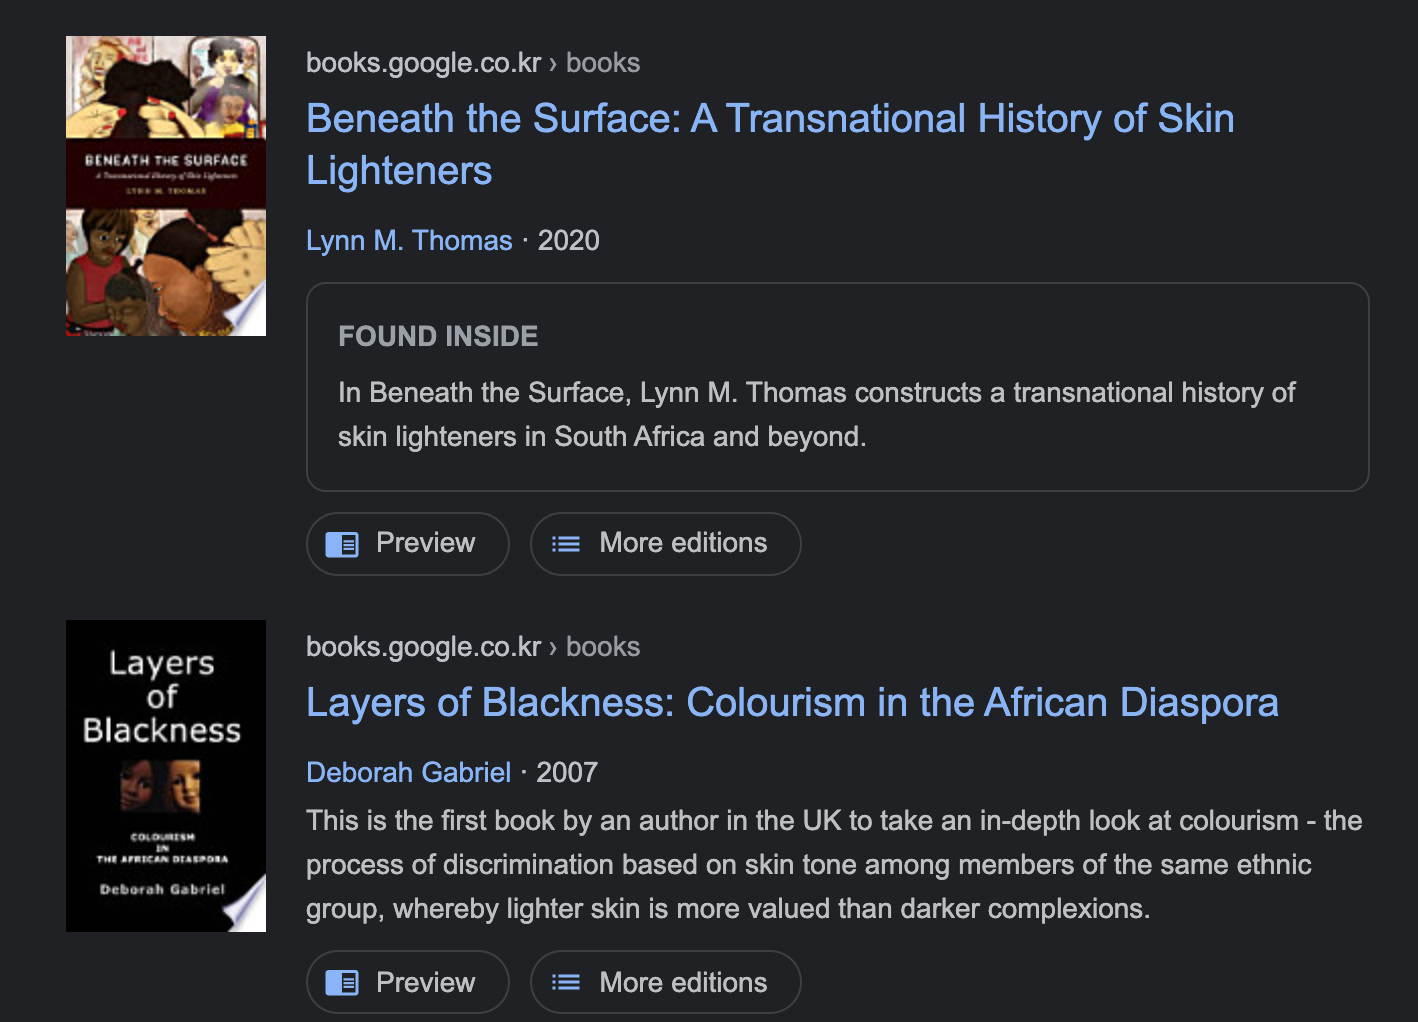 BENEATH THE SURFACE
A Transnational History of Skin Lighteners
LYNN M. THOMAS
books.google.co.kr › books
Beneath the Surface: A Transnational History of Skin
Lighteners
Lynn M. Thomas · 2020
FOUND INSIDE
In Beneath the Surface, Lynn M. Thomas constructs a transnational history of
skin lighteners in South Africa and beyond.
Preview
More editions
Layers
of
Blackness
COLOURISM
IN
THE AFRICAN DIASPORA
Deborah Gabriel
books.google.co.kr › books
Layers of Blackness: Colourism in the African Diaspora
Deborah Gabriel · 2007
This is the first book by an author in the UK to take an in-depth look at colourism - the
process of discrimination based on skin tone among members of the same ethnic
group, whereby lighter skin is more valued than darker complexions.
Preview
More editions